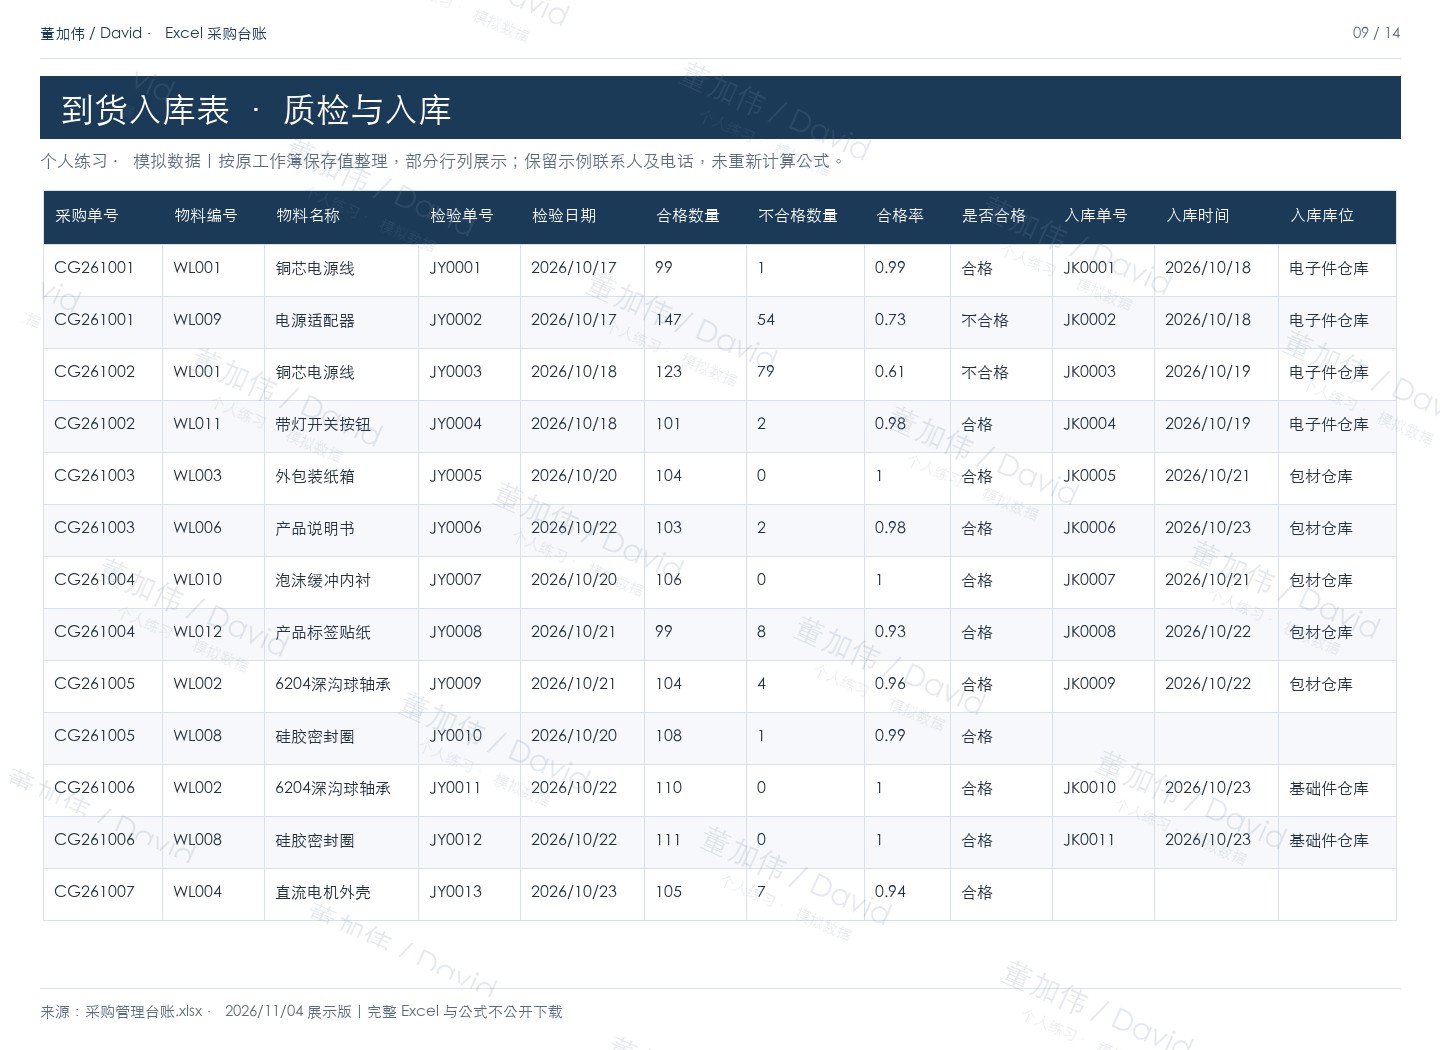 董加伟 / David · Excel 采购台账
09 / 14
到货入库表 · 质检与入库
个人练习 · 模拟数据 | 按原工作簿保存值整理，部分行列展示；保留示例联系人及电话，未重新计算公式。
采购单号 物料编号 物料名称 检验单号 检验日期 合格数量 不合格数量 合格率 是否合格 入库单号 入库时间 入库库位
CG261001 WL001 铜芯电源线 JY0001 2026/10/17 99 1 0.99 合格 JK0001 2026/10/18 电子件仓库
CG261001 WL009 电源适配器 JY0002 2026/10/17 147 54 0.73 不合格 JK0002 2026/10/18 电子件仓库
CG261002 WL001 铜芯电源线 JY0003 2026/10/18 123 79 0.61 不合格 JK0003 2026/10/19 电子件仓库
CG261002 WL011 带灯开关按钮 JY0004 2026/10/18 101 2 0.98 合格 JK0004 2026/10/19 电子件仓库
CG261003 WL003 外包装纸箱 JY0005 2026/10/20 104 0 1 合格 JK0005 2026/10/21 包材仓库
CG261003 WL006 产品说明书 JY0006 2026/10/22 103 2 0.98 合格 JK0006 2026/10/23 包材仓库
CG261004 WL010 泡沫缓冲内衬 JY0007 2026/10/20 106 0 1 合格 JK0007 2026/10/21 包材仓库
CG261004 WL012 产品标签贴纸 JY0008 2026/10/21 99 8 0.93 合格 JK0008 2026/10/22 包材仓库
CG261005 WL002 6204深沟球轴承 JY0009 2026/10/21 104 4 0.96 合格 JK0009 2026/10/22 包材仓库
CG261005 WL008 硅胶密封圈 JY0010 2026/10/20 108 1 0.99 合格
CG261006 WL002 6204深沟球轴承 JY0011 2026/10/22 110 0 1 合格 JK0010 2026/10/23 基础件仓库
CG261006 WL008 硅胶密封圈 JY0012 2026/10/22 111 0 1 合格 JK0011 2026/10/23 基础件仓库
CG261007 WL004 直流电机外壳 JY0013 2026/10/23 105 7 0.94 合格
来源：采购管理台账.xlsx · 2026/11/04 展示版 | 完整 Excel 与公式不公开下载
董加伟 / David
个人练习 · 模拟数据